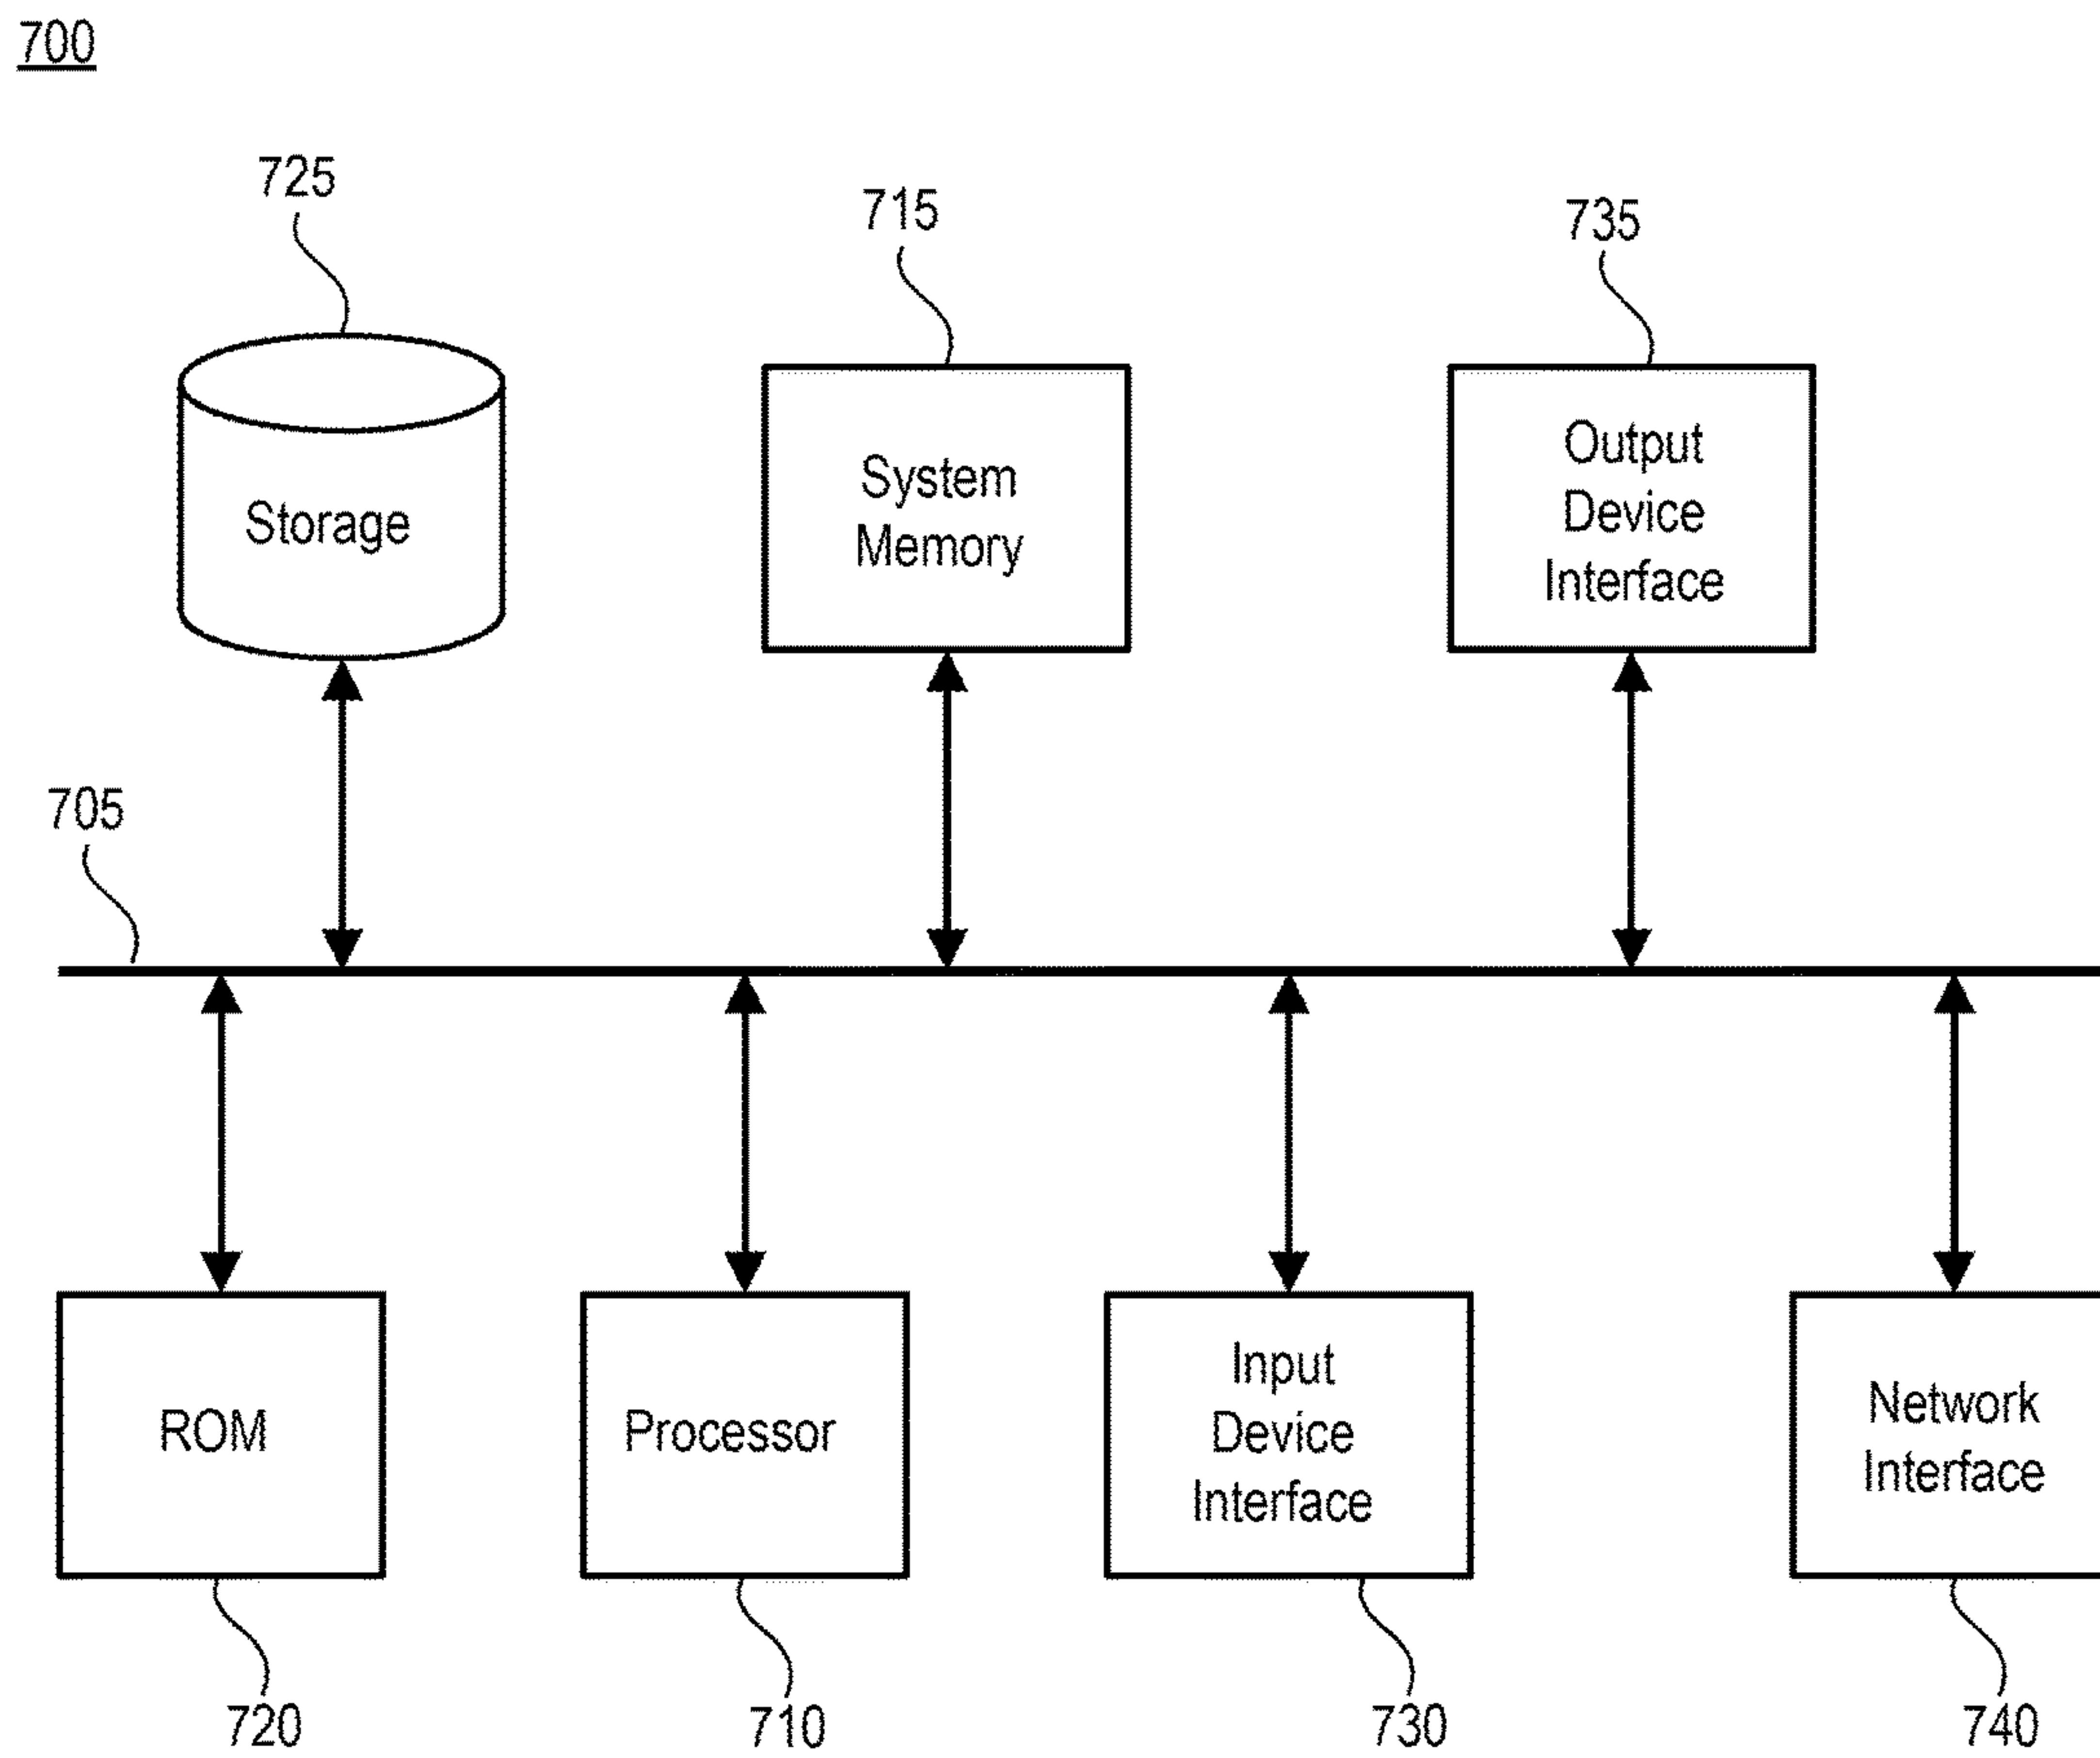 700
725
715
735
Storage
System
Memory
Output
Device
Interface
705
ROM
Processor
Input
Device
Interface
Network
Interface
720
710
730
740